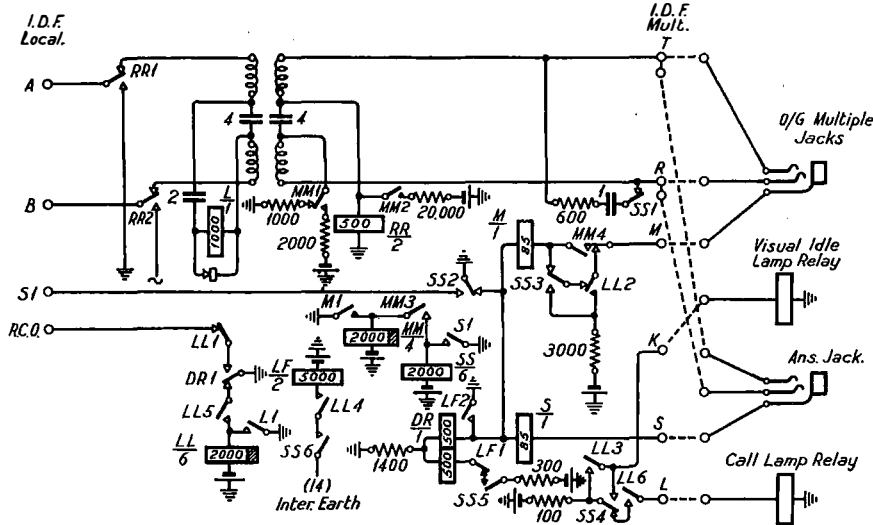 I.D.F. Local.
I.D.F. Mult.
T
A
RR1
4
4
O/G Multiple Jacks
R
B
RR2
2
L/1
1000
1000
MM1
2000
MM2
20,000
500
RR/2
600
1
SS1
M/1
85
MM4
M
Visual Idle Lamp Relay
S1
SS2
SS3
LL2
R.C.O.
LL1
M1
MM3
2000
MM/4
S1
3000
K
Ans. Jack.
DR1
LF/2
5000
2000
SS/6
LL5
L1
LL4
LF2
DR/1
500
500
S/1
85
S
LL/6
2000
SS6
1400
LF1
LL3
SS5
300
LL6
Call Lamp Relay
(14)
Inter. Earth
100
SS4
L